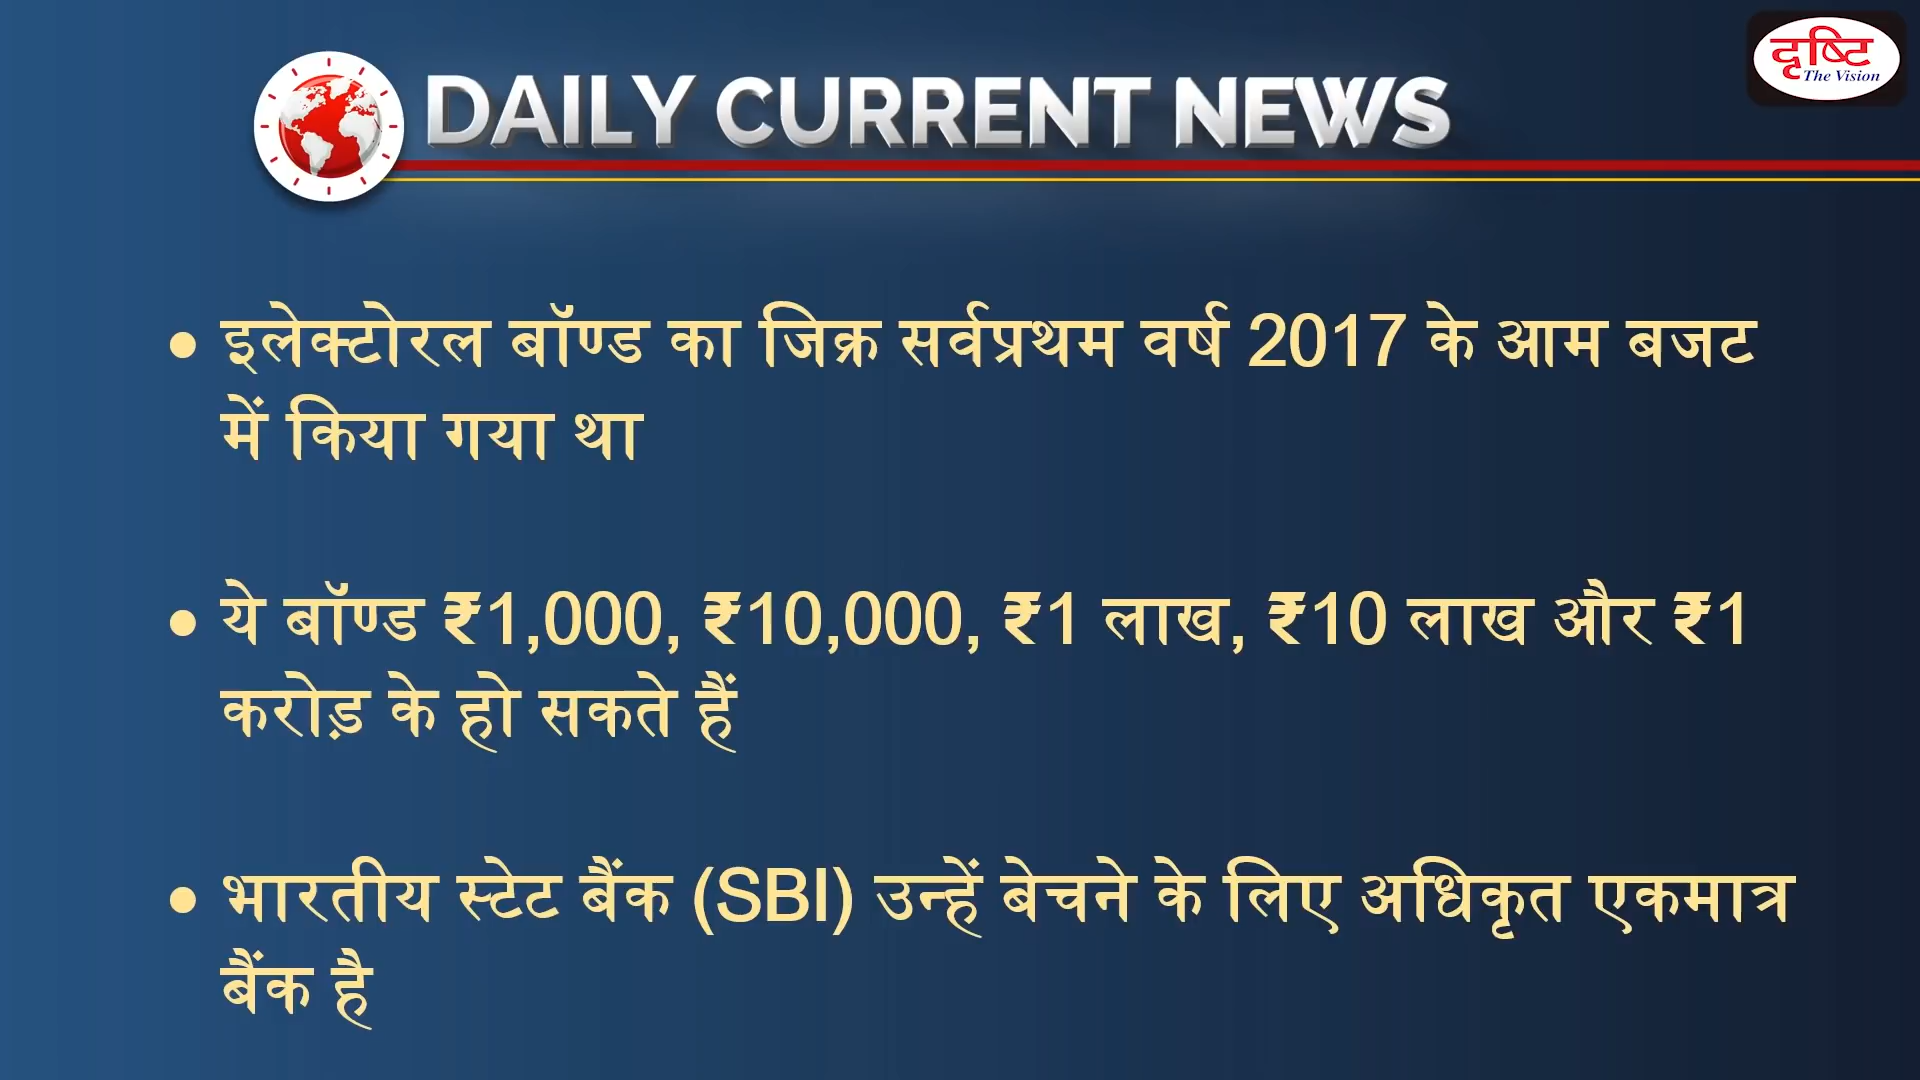 दृष्टि
The Vision
DAILY CURRENT NEWS
• इलेक्टोरल बॉण्ड का जिक्र सर्वप्रथम वर्ष 2017 के आम बजट
में किया गया था
• ये बॉण्ड ₹1,000, ₹10,000, ₹1 लाख, ₹10 लाख और ₹1
करोड़ के हो सकते हैं
• भारतीय स्टेट बैंक (SBI) उन्हें बेचने के लिए अधिकृत एकमात्र
बैंक है